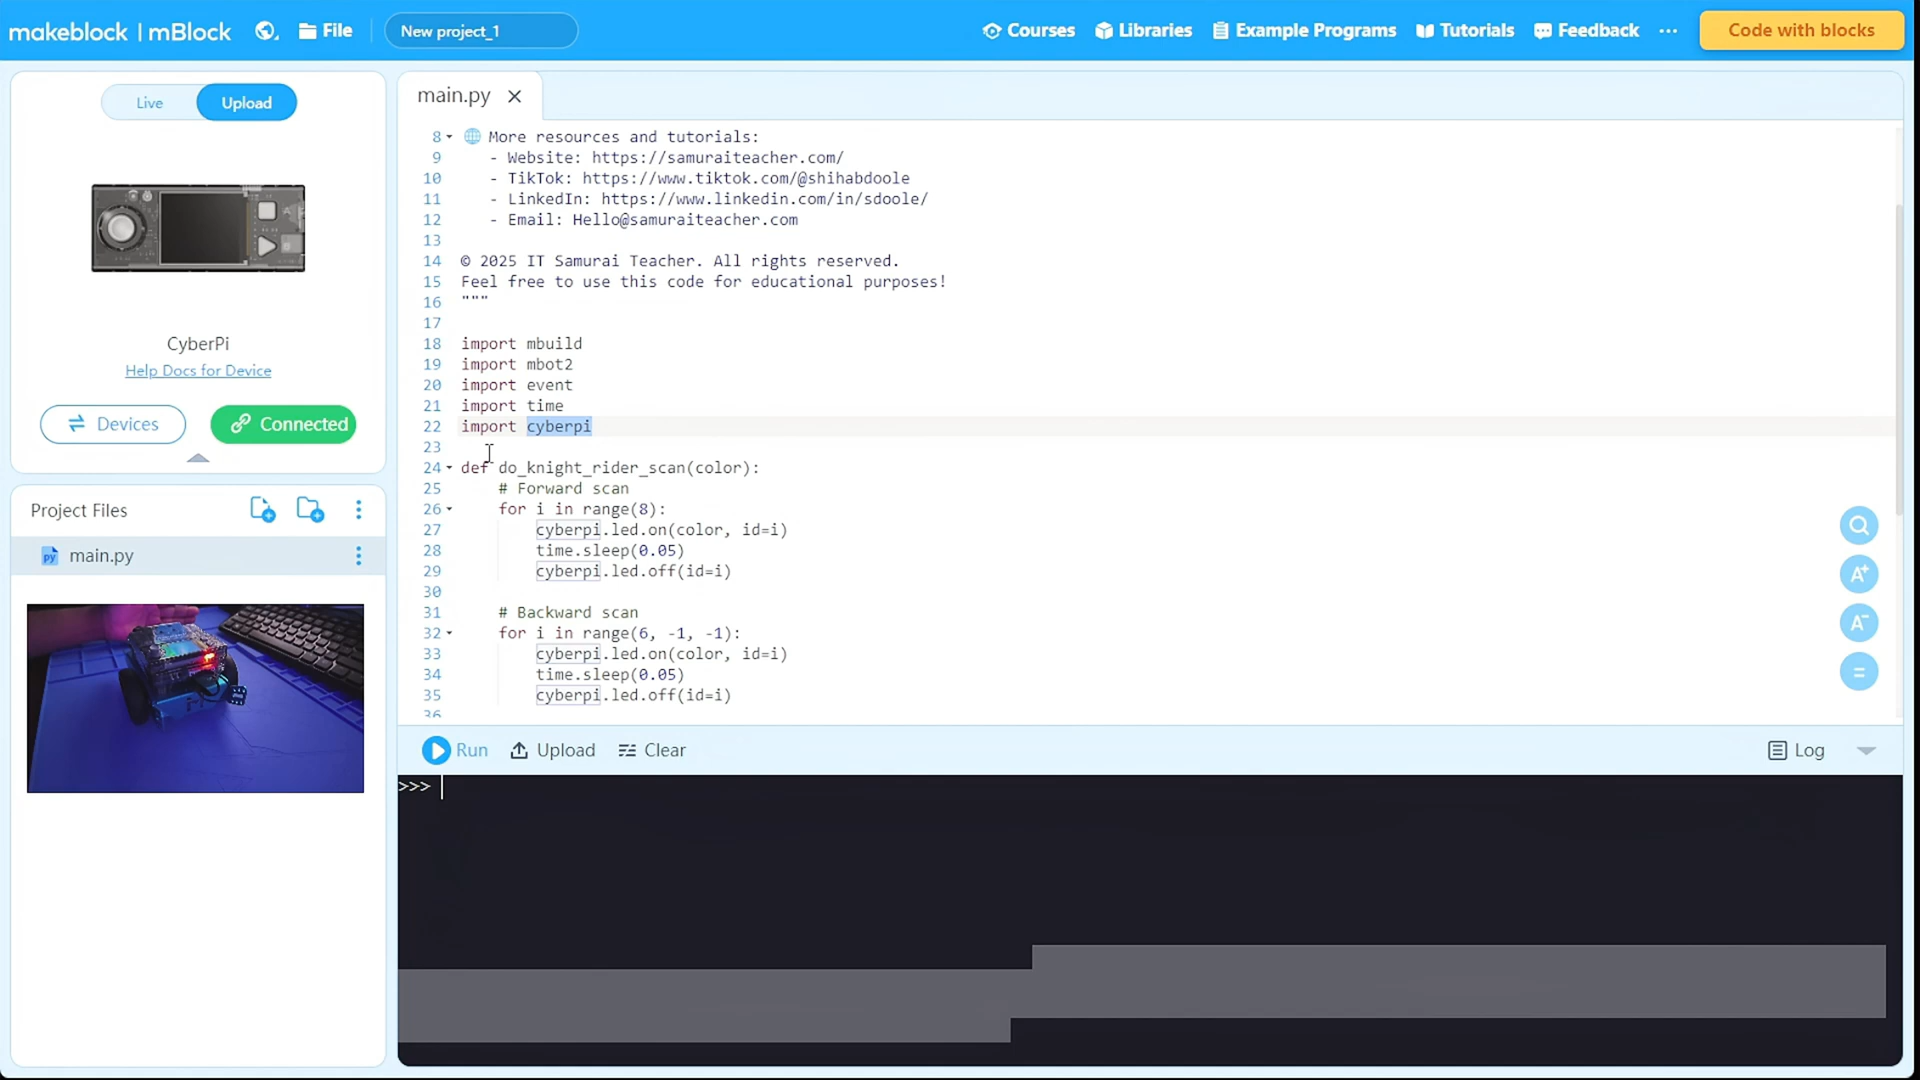 makeblock | mBlock File New project_1 Courses Libraries Example Programs Tutorials Feedback ... Code with blocks
Live Upload
CyberPi
Help Docs for Device
Devices Connected
Project Files
main.py
main.py
8 🌐 More resources and tutorials:
9 - Website: https://samuraiteacher.com/
10 - TikTok: https://www.tiktok.com/@shihabdoole
11 - LinkedIn: https://www.linkedin.com/in/sdoole/
12 - Email: Hello@samuraiteacher.com
13
14 © 2025 IT Samurai Teacher. All rights reserved.
15 Feel free to use this code for educational purposes!
16 """
17
18 import mbuild
19 import mbot2
20 import event
21 import time
22 import cyberpi
23
24 def do_knight_rider_scan(color):
25 # Forward scan
26 for i in range(8):
27 cyberpi.led.on(color, id=i)
28 time.sleep(0.05)
29 cyberpi.led.off(id=i)
30
31 # Backward scan
32 for i in range(6, -1, -1):
33 cyberpi.led.on(color, id=i)
34 time.sleep(0.05)
35 cyberpi.led.off(id=i)
36
A+
A-
=
Run Upload Clear Log
>>>